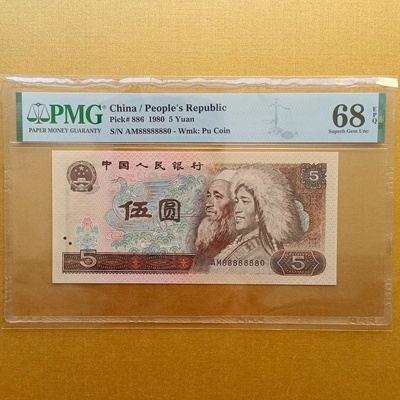 PMG
PAPER MONEY GUARANTY
China / People's Republic
Pick# 886 1980 5 Yuan
S/N AM88888880 - Wmk: Pu Coin
68
EPQ
Superb Gem Unc
中国人民银行
5
伍圆
AM88888880
5
5